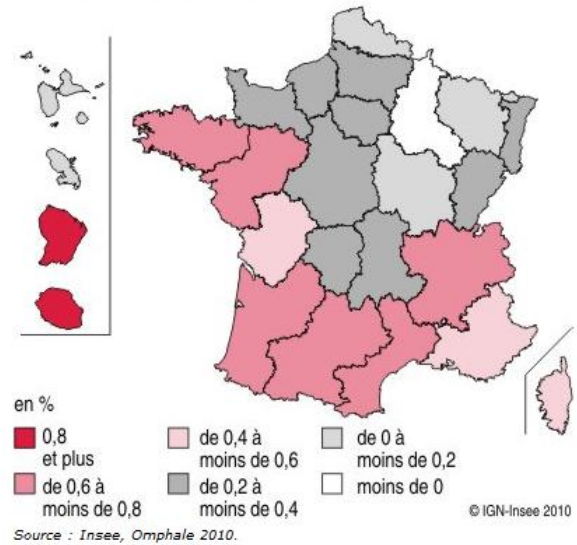 en %
0,8
et plus
de 0,6 à
moins de 0,8
de 0,4 à
moins de 0,6
de 0,2 à
moins de 0,4
de 0 à
moins de 0,2
moins de 0
© IGN-Insee 2010
Source : Insee, Omphale 2010.